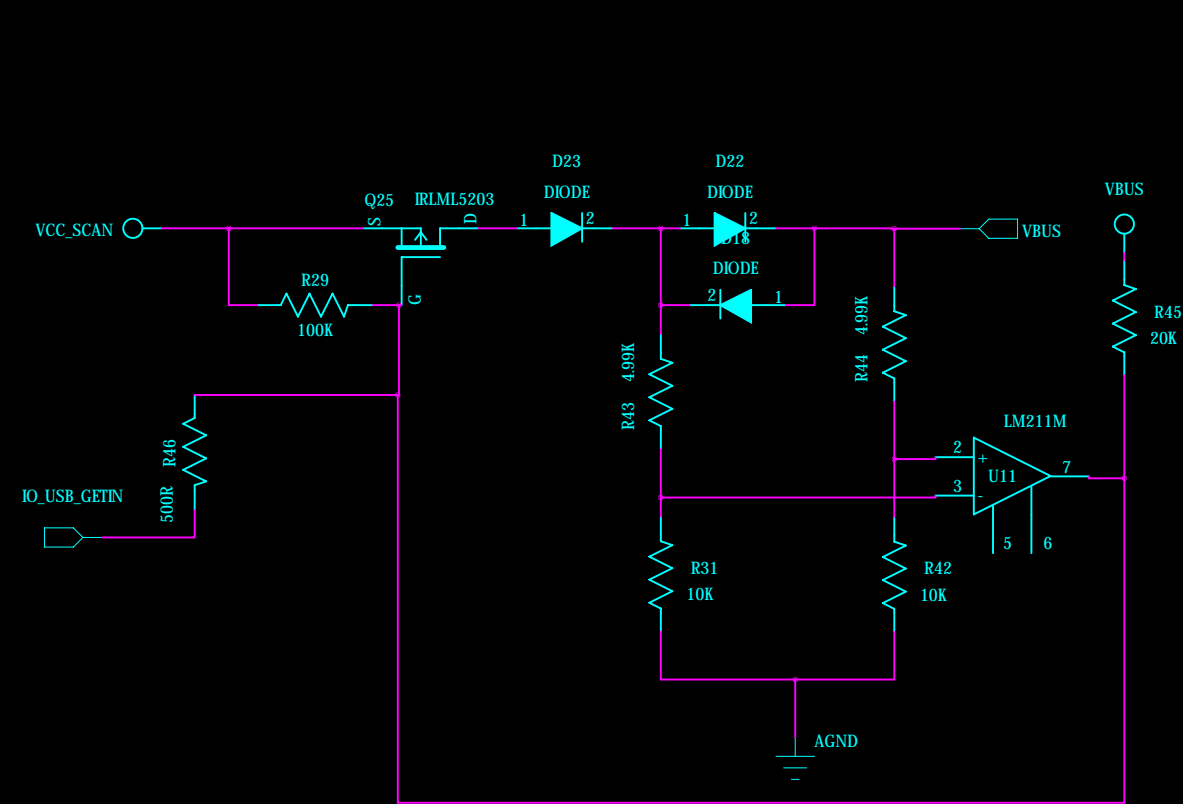 D23
D22
DIODE
DIODE
VBUS
Q25
IRLML5203
S
D
1
2
1
2
VCC_SCAN
VBUS
D18
DIODE
R29
G
2
1
100K
R45
20K
R43 4.99K
R44 4.99K
LM211M
2
+
U11
7
3
-
5
6
500R R46
IO_USB_GETIN
R31
10K
R42
10K
AGND